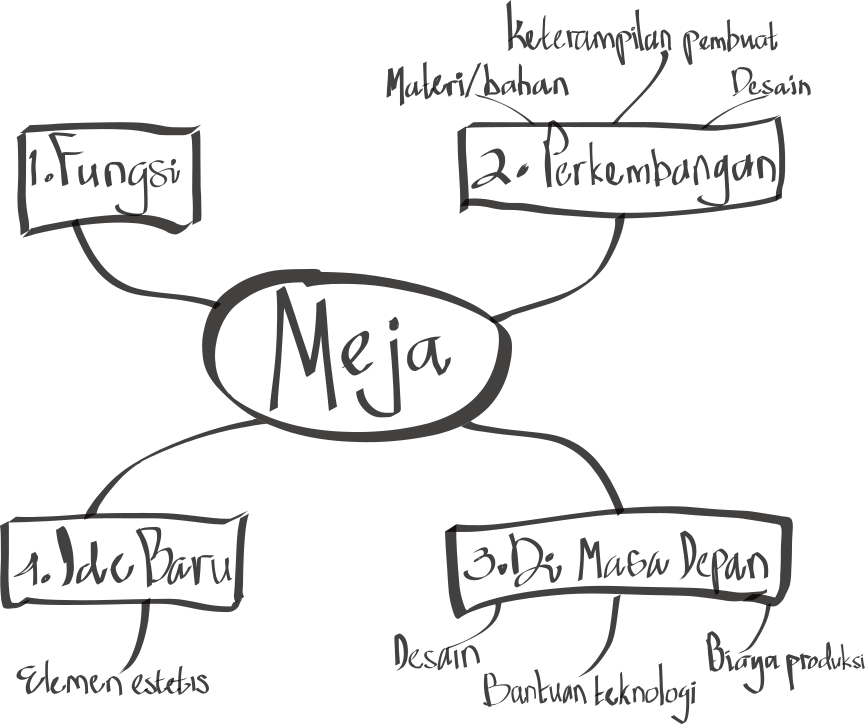 Keterampilan pembuat
Materi/bahan
Desain
1. Fungsi
2. Perkembangan
Meja
1. Ide Baru
3. Di Masa Depan
Desain
Biaya produksi
Elemen estetis
Bantuan teknologi